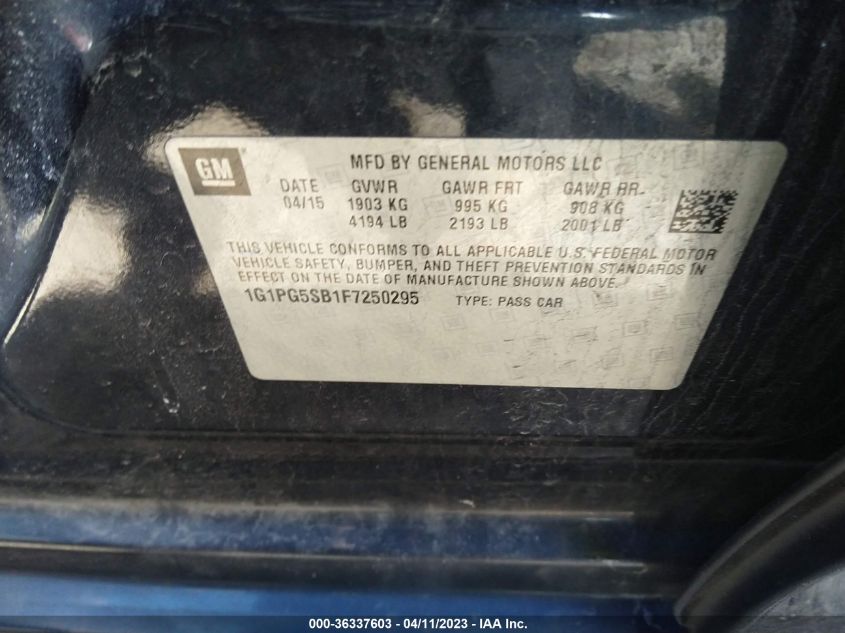 GM
MFD BY GENERAL MOTORS LLC
DATE GVWR GAWR FRT GAWR RR
04/15 1903 KG 995 KG 908 KG
4194 LB 2193 LB 2001 LB
THIS VEHICLE CONFORMS TO ALL APPLICABLE U.S. FEDERAL MOTOR
VEHICLE SAFETY, BUMPER, AND THEFT PREVENTION STANDARDS IN
EFFECT ON THE DATE OF MANUFACTURE SHOWN ABOVE.
1G1PG5SB1F7250295 TYPE: PASS CAR
000-36337603 - 04/11/2023 - IAA Inc.